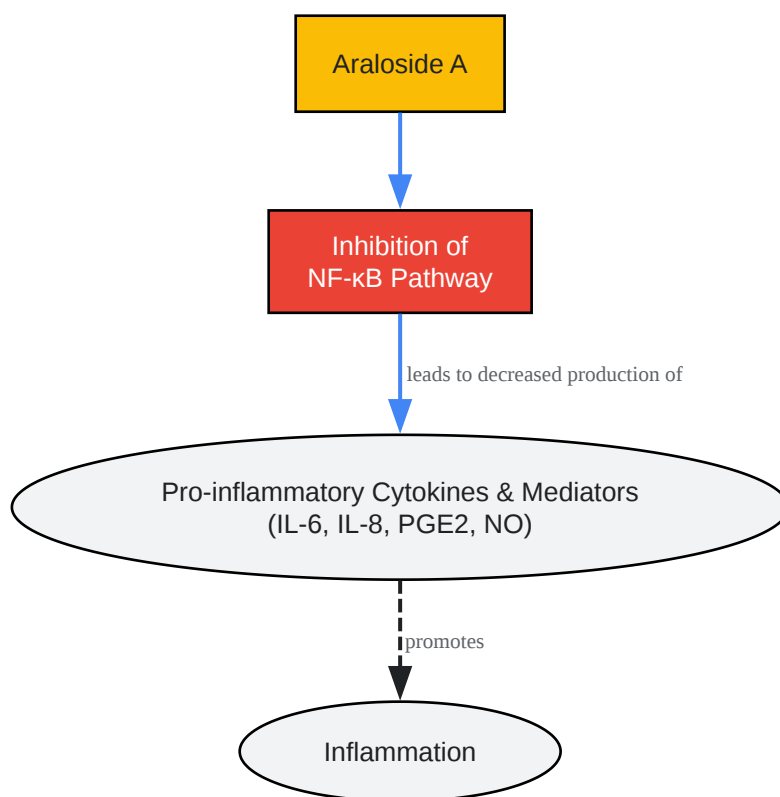 Araloside A
Inhibition of
NF-κB Pathway
leads to decreased production of
Pro-inflammatory Cytokines & Mediators
(IL-6, IL-8, PGE2, NO)
promotes
Inflammation